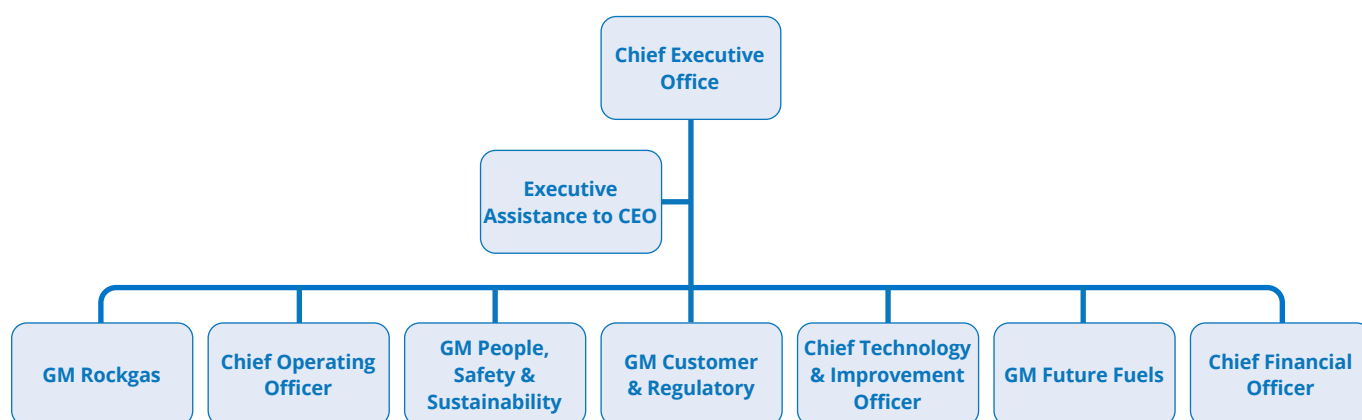 Chief Executive
Office
Executive
Assistance to CEO
GM Rockgas
Chief Operating
Officer
GM People,
Safety &
Sustainability
GM Customer
& Regulatory
Chief Technology
& Improvement
Officer
GM Future Fuels
Chief Financial
Officer